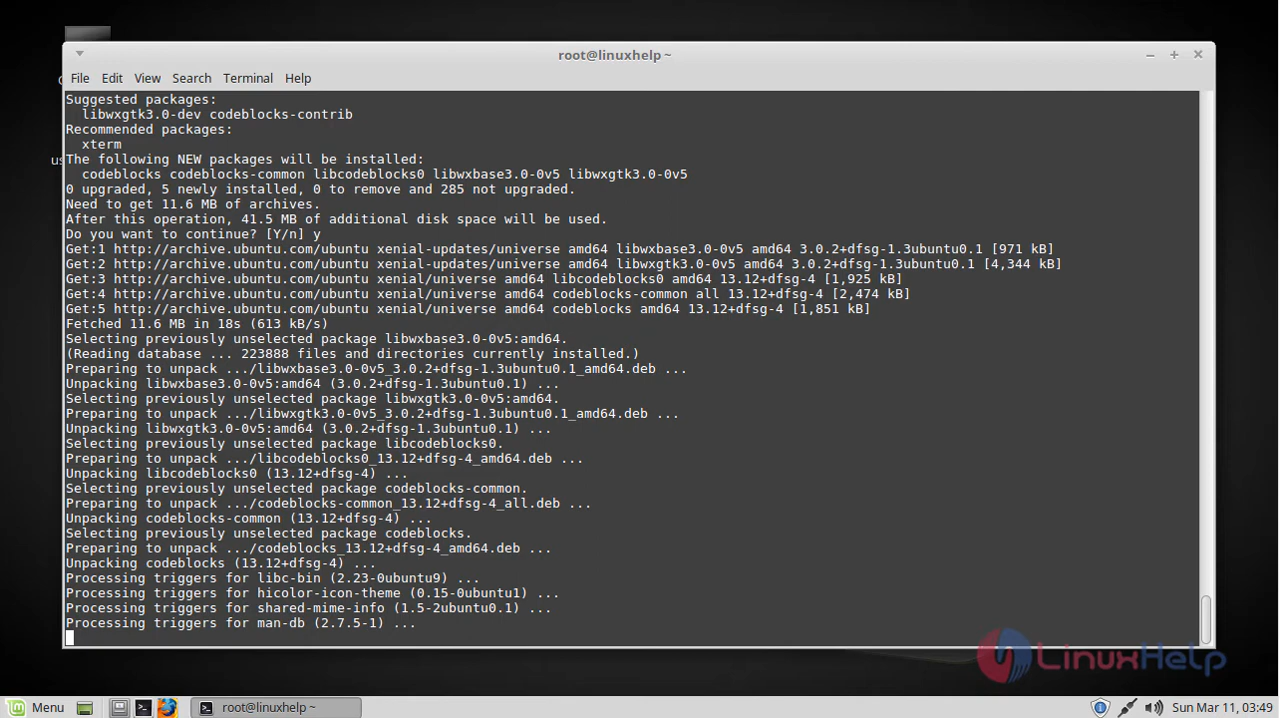 root@linuxhelp ~
File Edit View Search Terminal Help
Suggested packages:
libwxgtk3.0-dev codeblocks-contrib
Recommended packages:
xterm
The following NEW packages will be installed:
codeblocks codeblocks-common libcodeblocks0 libwxbase3.0-0v5 libwxgtk3.0-0v5
0 upgraded, 5 newly installed, 0 to remove and 285 not upgraded.
Need to get 11.6 MB of archives.
After this operation, 41.5 MB of additional disk space will be used.
Do you want to continue? [Y/n] y
Get:1 http://archive.ubuntu.com/ubuntu xenial-updates/universe amd64 libwxbase3.0-0v5 amd64 3.0.2+dfsg-1.3ubuntu0.1 [971 kB]
Get:2 http://archive.ubuntu.com/ubuntu xenial-updates/universe amd64 libwxgtk3.0-0v5 amd64 3.0.2+dfsg-1.3ubuntu0.1 [4,344 kB]
Get:3 http://archive.ubuntu.com/ubuntu xenial/universe amd64 libcodeblocks0 amd64 13.12+dfsg-4 [1,925 kB]
Get:4 http://archive.ubuntu.com/ubuntu xenial/universe amd64 codeblocks-common all 13.12+dfsg-4 [2,474 kB]
Get:5 http://archive.ubuntu.com/ubuntu xenial/universe amd64 codeblocks amd64 13.12+dfsg-4 [1,851 kB]
Fetched 11.6 MB in 18s (613 kB/s)
Selecting previously unselected package libwxbase3.0-0v5:amd64.
(Reading database ... 223888 files and directories currently installed.)
Preparing to unpack .../libwxbase3.0-0v5_3.0.2+dfsg-1.3ubuntu0.1_amd64.deb ...
Unpacking libwxbase3.0-0v5:amd64 (3.0.2+dfsg-1.3ubuntu0.1) ...
Selecting previously unselected package libwxgtk3.0-0v5:amd64.
Preparing to unpack .../libwxgtk3.0-0v5_3.0.2+dfsg-1.3ubuntu0.1_amd64.deb ...
Unpacking libwxgtk3.0-0v5:amd64 (3.0.2+dfsg-1.3ubuntu0.1) ...
Selecting previously unselected package libcodeblocks0.
Preparing to unpack .../libcodeblocks0_13.12+dfsg-4_amd64.deb ...
Unpacking libcodeblocks0 (13.12+dfsg-4) ...
Selecting previously unselected package codeblocks-common.
Preparing to unpack .../codeblocks-common_13.12+dfsg-4_all.deb ...
Unpacking codeblocks-common (13.12+dfsg-4) ...
Selecting previously unselected package codeblocks.
Preparing to unpack .../codeblocks_13.12+dfsg-4_amd64.deb ...
Unpacking codeblocks (13.12+dfsg-4) ...
Processing triggers for libc-bin (2.23-0ubuntu9) ...
Processing triggers for hicolor-icon-theme (0.15-0ubuntu1) ...
Processing triggers for shared-mime-info (1.5-2ubuntu0.1) ...
Processing triggers for man-db (2.7.5-1) ...
LinuxHelp
Menu root@linuxhelp ~ Sun Mar 11, 03:49